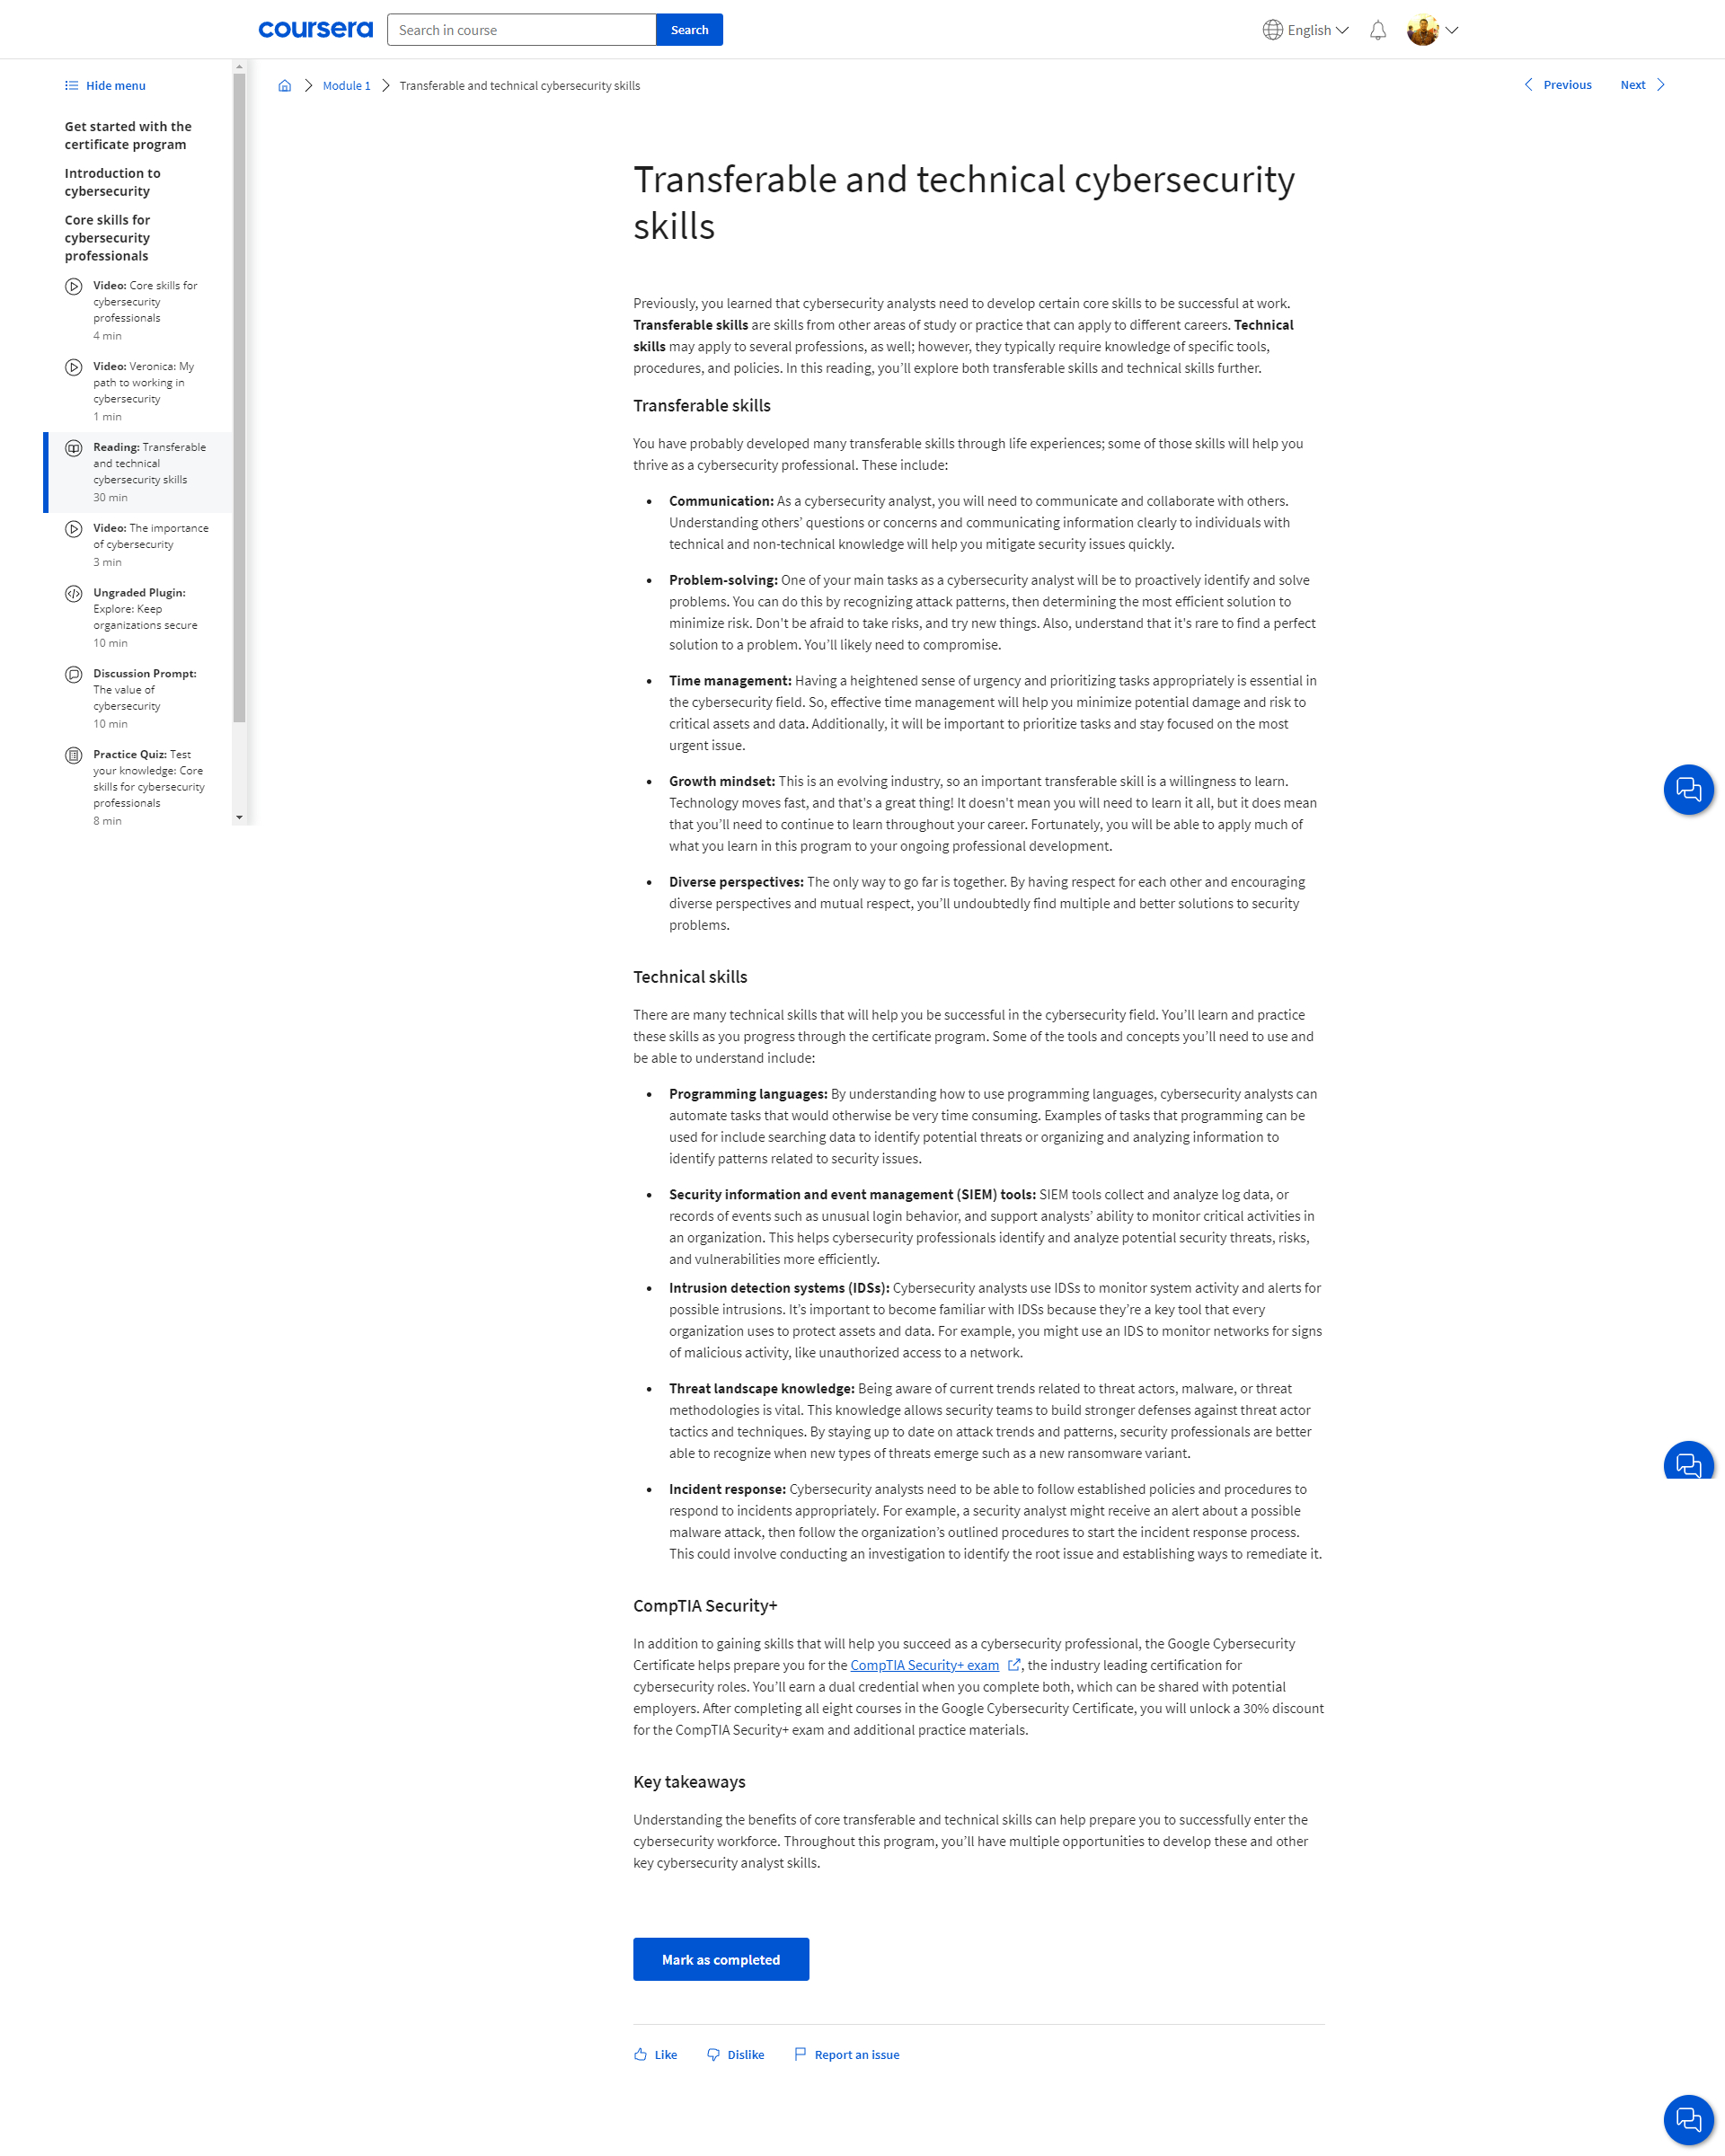 coursera
Search in course
Search
English
Hide menu
Module 1
Transferable and technical cybersecurity skills
Previous
Next
Get started with the
certificate program
Introduction to
cybersecurity
Core skills for
cybersecurity
professionals
Video: Core skills for
cybersecurity
professionals
4 min
Video: Veronica: My
path to working in
cybersecurity
1 min
Reading: Transferable
and technical
cybersecurity skills
30 min
Video: The importance
of cybersecurity
3 min
Ungraded Plugin:
Explore: Keep
organizations secure
10 min
Discussion Prompt:
The value of
cybersecurity
10 min
Practice Quiz: Test
your knowledge: Core
skills for cybersecurity
professionals
8 min
Transferable and technical cybersecurity
skills
Previously, you learned that cybersecurity analysts need to develop certain core skills to be successful at work.
Transferable skills are skills from other areas of study or practice that can apply to different careers. Technical
skills may apply to several professions, as well; however, they typically require knowledge of specific tools,
procedures, and policies. In this reading, you’ll explore both transferable skills and technical skills further.
Transferable skills
You have probably developed many transferable skills through life experiences; some of those skills will help you
thrive as a cybersecurity professional. These include:
• Communication: As a cybersecurity analyst, you will need to communicate and collaborate with others.
Understanding others’ questions or concerns and communicating information clearly to individuals with
technical and non-technical knowledge will help you mitigate security issues quickly.
• Problem-solving: One of your main tasks as a cybersecurity analyst will be to proactively identify and solve
problems. You can do this by recognizing attack patterns, then determining the most efficient solution to
minimize risk. Don't be afraid to take risks, and try new things. Also, understand that it's rare to find a perfect
solution to a problem. You’ll likely need to compromise.
• Time management: Having a heightened sense of urgency and prioritizing tasks appropriately is essential in
the cybersecurity field. So, effective time management will help you minimize potential damage and risk to
critical assets and data. Additionally, it will be important to prioritize tasks and stay focused on the most
urgent issue.
• Growth mindset: This is an evolving industry, so an important transferable skill is a willingness to learn.
Technology moves fast, and that's a great thing! It doesn't mean you will need to learn it all, but it does mean
that you’ll need to continue to learn throughout your career. Fortunately, you will be able to apply much of
what you learn in this program to your ongoing professional development.
• Diverse perspectives: The only way to go far is together. By having respect for each other and encouraging
diverse perspectives and mutual respect, you’ll undoubtedly find multiple and better solutions to security
problems.
Technical skills
There are many technical skills that will help you be successful in the cybersecurity field. You’ll learn and practice
these skills as you progress through the certificate program. Some of the tools and concepts you’ll need to use and
be able to understand include:
• Programming languages: By understanding how to use programming languages, cybersecurity analysts can
automate tasks that would otherwise be very time consuming. Examples of tasks that programming can be
used for include searching data to identify potential threats or organizing and analyzing information to
identify patterns related to security issues.
• Security information and event management (SIEM) tools: SIEM tools collect and analyze log data, or
records of events such as unusual login behavior, and support analysts’ ability to monitor critical activities in
an organization. This helps cybersecurity professionals identify and analyze potential security threats, risks,
and vulnerabilities more efficiently.
• Intrusion detection systems (IDSs): Cybersecurity analysts use IDSs to monitor system activity and alerts for
possible intrusions. It’s important to become familiar with IDSs because they’re a key tool that every
organization uses to protect assets and data. For example, you might use an IDS to monitor networks for signs
of malicious activity, like unauthorized access to a network.
• Threat landscape knowledge: Being aware of current trends related to threat actors, malware, or threat
methodologies is vital. This knowledge allows security teams to build stronger defenses against threat actor
tactics and techniques. By staying up to date on attack trends and patterns, security professionals are better
able to recognize when new types of threats emerge such as a new ransomware variant.
• Incident response: Cybersecurity analysts need to be able to follow established policies and procedures to
respond to incidents appropriately. For example, a security analyst might receive an alert about a possible
malware attack, then follow the organization’s outlined procedures to start the incident response process.
This could involve conducting an investigation to identify the root issue and establishing ways to remediate it.
CompTIA Security+
In addition to gaining skills that will help you succeed as a cybersecurity professional, the Google Cybersecurity
Certificate helps prepare you for the CompTIA Security+ exam, the industry leading certification for
cybersecurity roles. You’ll earn a dual credential when you complete both, which can be shared with potential
employers. After completing all eight courses in the Google Cybersecurity Certificate, you will unlock a 30% discount
for the CompTIA Security+ exam and additional practice materials.
Key takeaways
Understanding the benefits of core transferable and technical skills can help prepare you to successfully enter the
cybersecurity workforce. Throughout this program, you’ll have multiple opportunities to develop these and other
key cybersecurity analyst skills.
Mark as completed
Like
Dislike
Report an issue